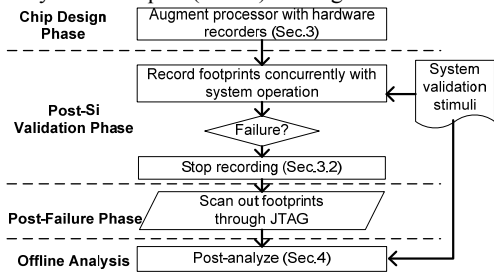 Chip Design
Phase
Augment processor with hardware
recorders (Sec.3)
Record footprints concurrently with
system operation
System
validation
stimuli
Post-Si
Validation Phase
Failure?
Stop recording (Sec.3.2)
Post-Failure Phase
Scan out footprints
through JTAG
Offline Analysis
Post-analyze (Sec.4)